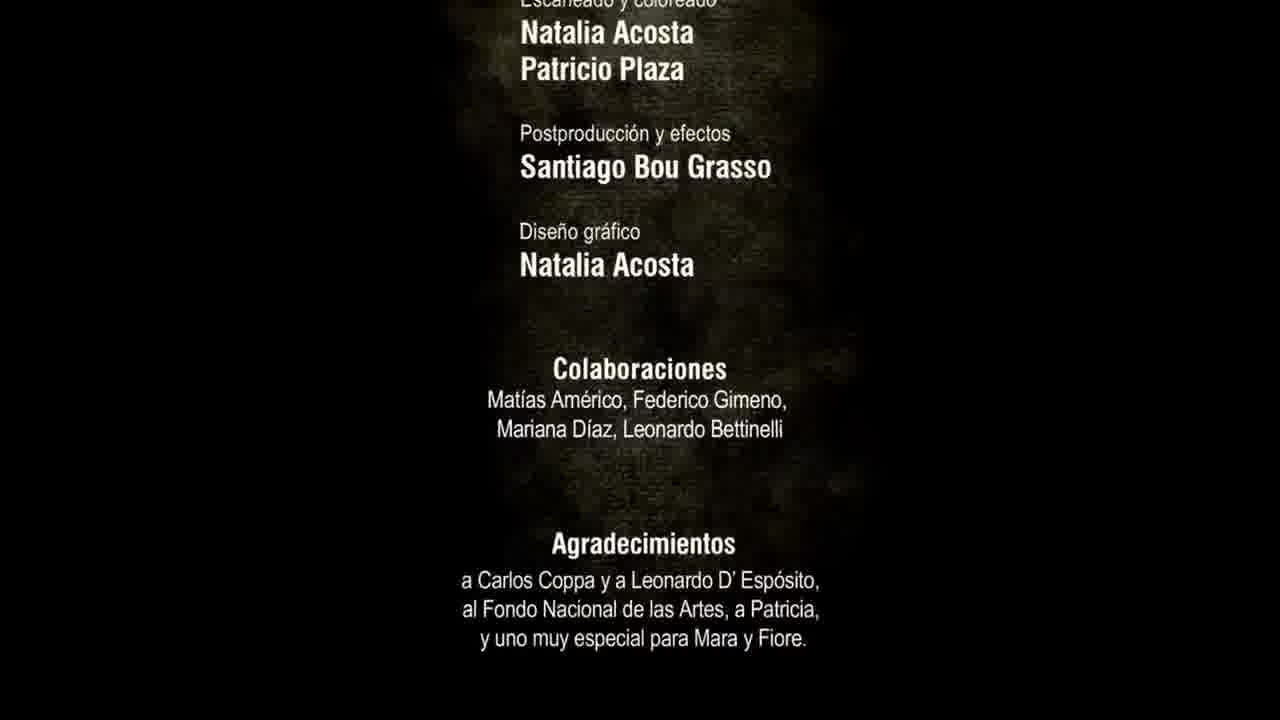 Escaneado y coloreado
Natalia Acosta
Patricio Plaza
Postproducción y efectos
Santiago Bou Grasso
Diseño gráfico
Natalia Acosta
Colaboraciones
Matías Américo, Federico Gimeno,
Mariana Díaz, Leonardo Bettinelli
Agradecimientos
a Carlos Coppa y a Leonardo D' Espósito,
al Fondo Nacional de las Artes, a Patricia,
y uno muy especial para Mara y Fiore.